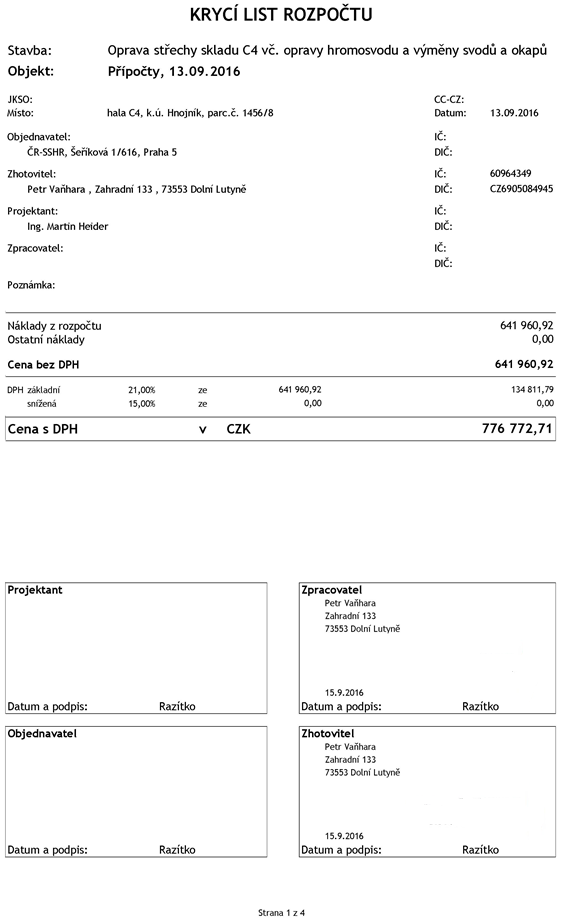 KRYCÍ LIST ROZPOČTU
Stavba: Oprava střechy skladu C4 vč. opravy hromosvodu a výměny svodů a okapů
Objekt: Přípočty, 13.09.2016
JKSO: CC-CZ:
Místo: hala C4, k.ú. Hnojník, parc.č. 1456/8 Datum: 13.09.2016
Objednavatel: IČ:
ČR-SSHR, Šeříková 1/616, Praha 5 DIČ:
Zhotovitel: IČ: 60964349
Petr Vaňhara , Zahradní 133 , 73553 Dolní Lutyně DIČ: CZ6905084945
Projektant: IČ:
Ing. Martin Heider DIČ:
Zpracovatel: IČ:
DIČ:
Poznámka:
Náklady z rozpočtu 641 960,92
Ostatní náklady 0,00
Cena bez DPH 641 960,92
DPH základní 21,00% ze 641 960,92 134 811,79
snížená 15,00% ze 0,00 0,00
Cena s DPH v CZK 776 772,71
Projektant
Datum a podpis: Razítko
Zpracovatel
Petr Vaňhara
Zahradní 133
73553 Dolní Lutyně
15.9.2016
Datum a podpis: Razítko
Objednavatel
Datum a podpis: Razítko
Zhotovitel
Petr Vaňhara
Zahradní 133
73553 Dolní Lutyně
15.9.2016
Datum a podpis: Razítko
Strana 1 z 4